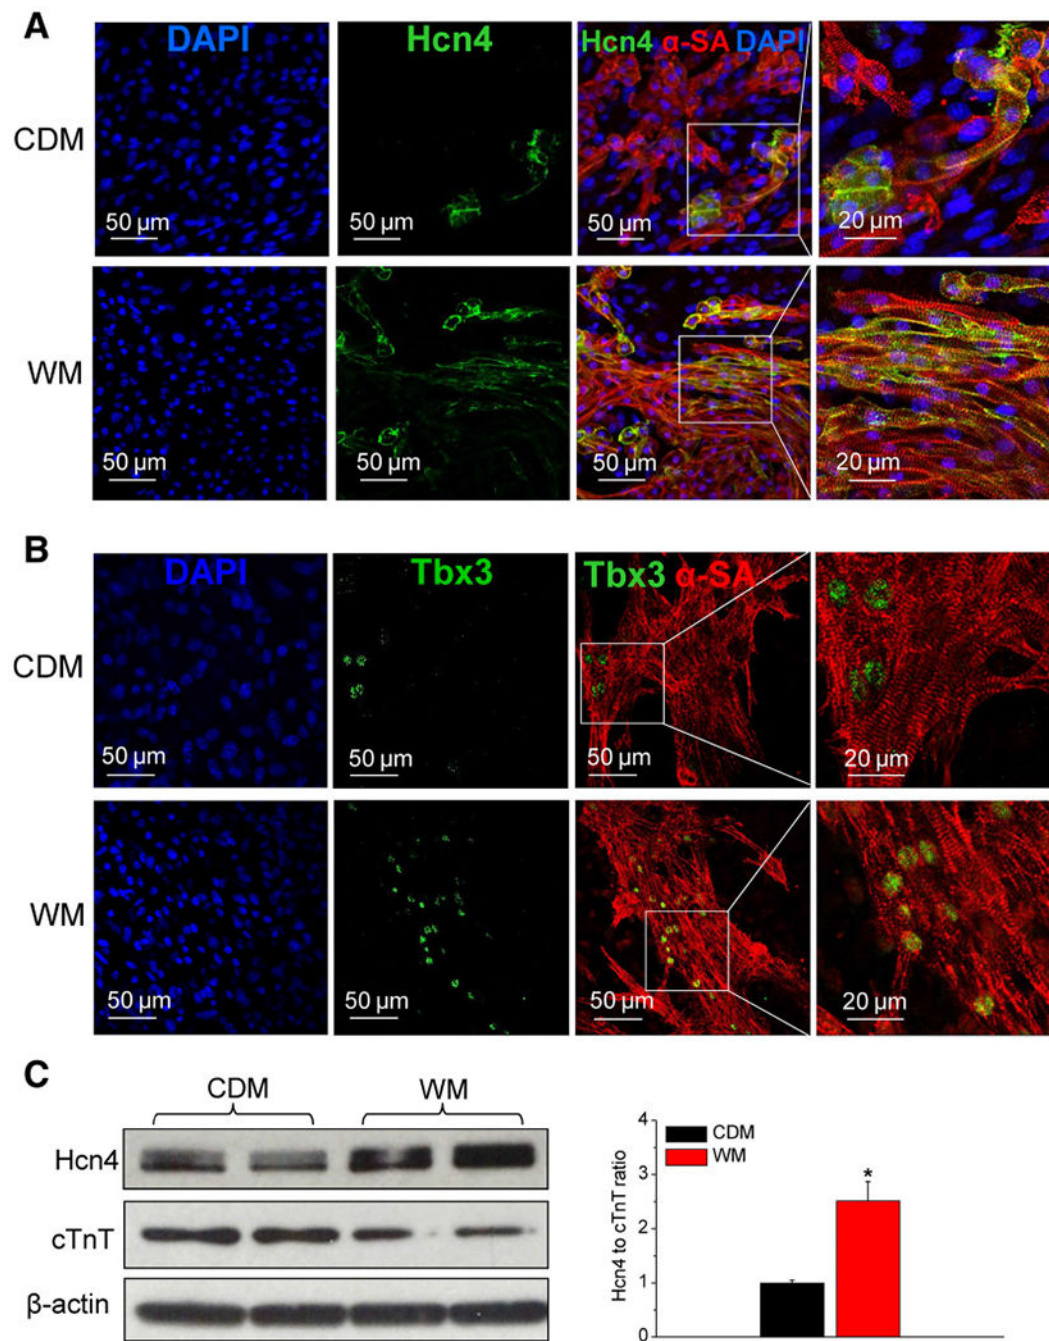 A
DAPI
Hcn4
Hcn4 α-SA DAPI
CDM
50 µm
50 µm
50 µm
20 µm
WM
50 µm
50 µm
50 µm
20 µm
B
DAPI
Tbx3
Tbx3 α-SA
CDM
50 µm
50 µm
50 µm
20 µm
WM
50 µm
50 µm
50 µm
20 µm
C
CDM
WM
Hcn4
cTnT
β-actin
Hcn4 to cTnT ratio
4
3
2
1
0
CDM
WM
*